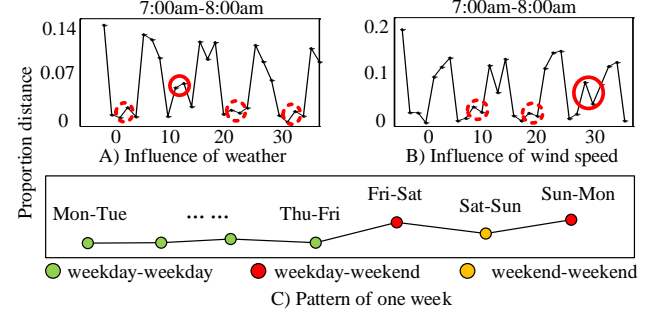 7:00am-8:00am
7:00am-8:00am
Proportion distance
0.14
0.07
0
0 10 20 30
0.2
0.1
0
0 10 20 30
A) Influence of weather
B) Influence of wind speed
Mon-Tue
... ...
Thu-Fri
Fri-Sat
Sat-Sun
Sun-Mon
weekday-weekday
weekday-weekend
weekend-weekend
C) Pattern of one week